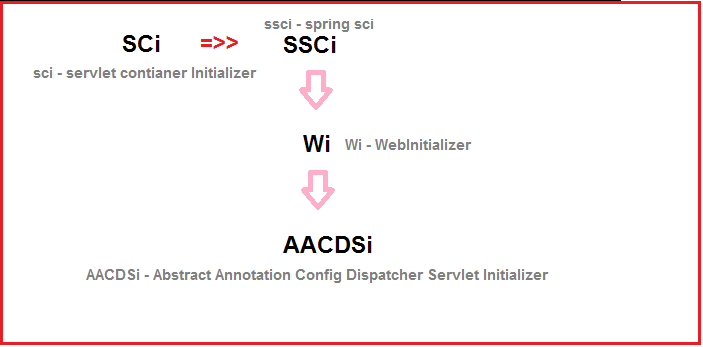 ssci - spring sci
SCi =>> SSCi
sci - servlet contianer Initializer
Wi Wi - WebInitializer
AACDSi
AACDSi - Abstract Annotation Config Dispatcher Servlet Initializer